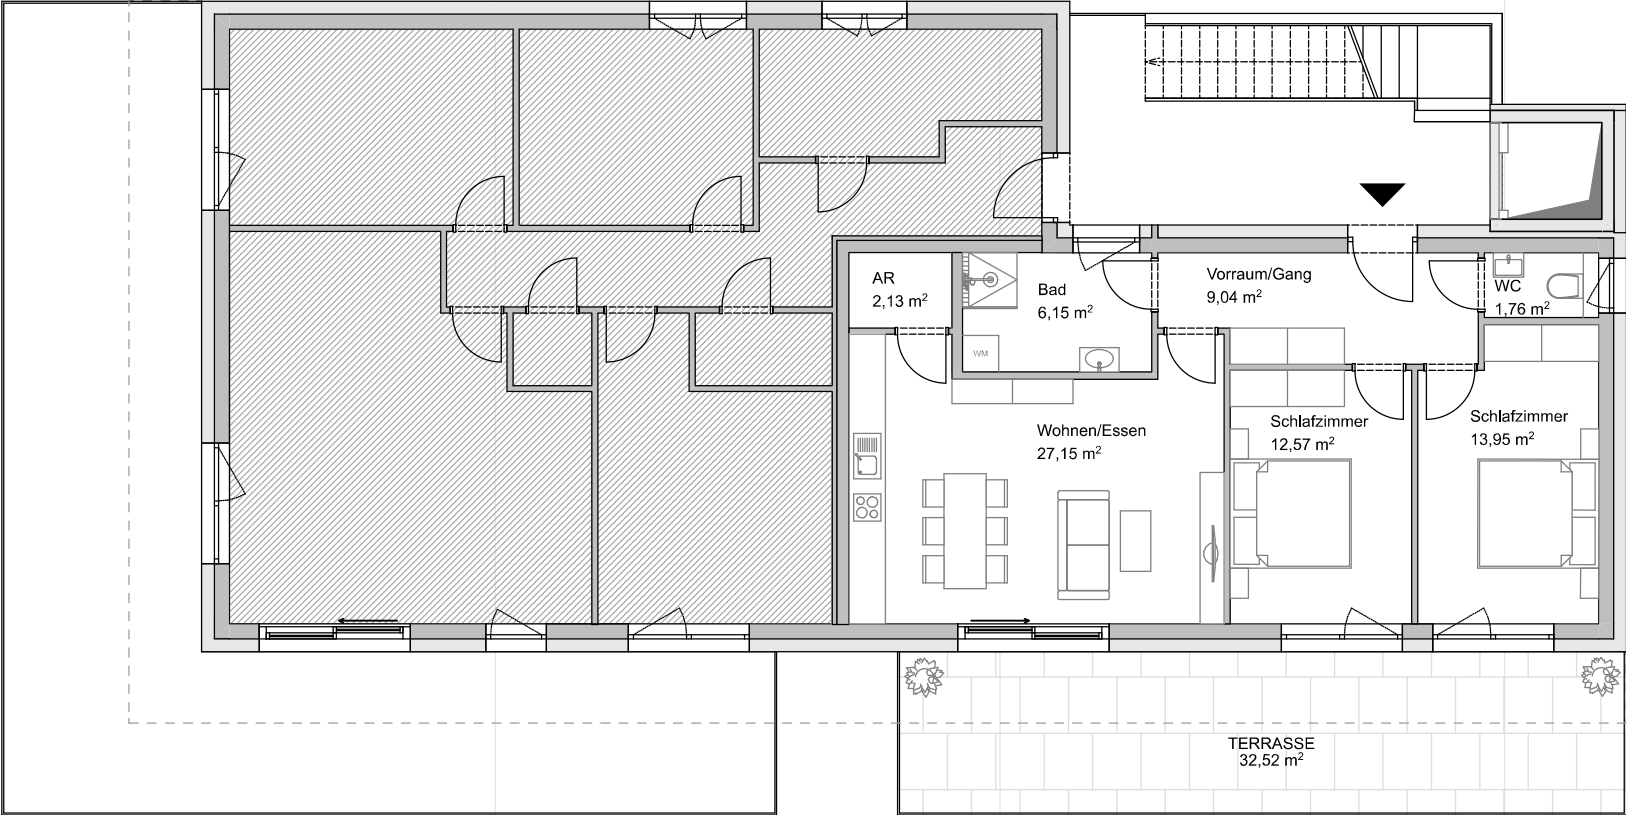 AR
2,13 m²
Bad
6,15 m²
WM
Vorraum/Gang
9,04 m²
WC
1,76 m²
Wohnen/Essen
27,15 m²
Schlafzimmer
12,57 m²
Schlafzimmer
13,95 m²
TERRASSE
32,52 m²